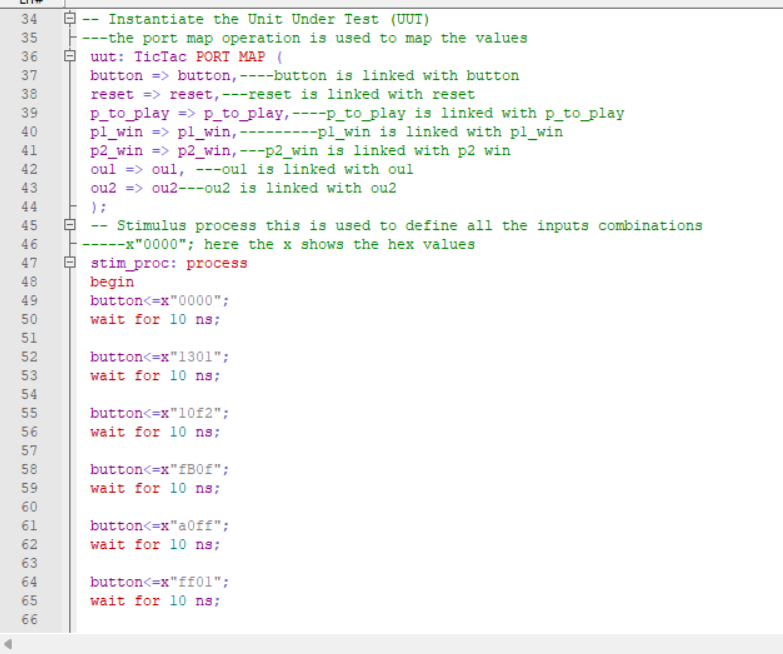 34 -- Instantiate the Unit Under Test (UUT)
35 ---the port map operation is used to map the values
36 uut: TicTac PORT MAP (
37 button => button,----button is linked with button
38 reset => reset,---reset is linked with reset
39 p_to_play => p_to_play,----p_to_play is linked with p_to_play
40 p1_win => p1_win,---------p1_win is linked with p1_win
41 p2_win => p2_win,---p2_win is linked with p2 win
42 ou1 => ou1, ---ou1 is linked with ou1
43 ou2 => ou2---ou2 is linked with ou2
44 );
45 -- Stimulus process this is used to define all the inputs combinations
46 -----x"0000"; here the x shows the hex values
47 stim_proc: process
48 begin
49 button<=x"0000";
50 wait for 10 ns;
51
52 button<=x"1301";
53 wait for 10 ns;
54
55 button<=x"10f2";
56 wait for 10 ns;
57
58 button<=x"fB0f";
59 wait for 10 ns;
60
61 button<=x"a0ff";
62 wait for 10 ns;
63
64 button<=x"ff01";
65 wait for 10 ns;
66